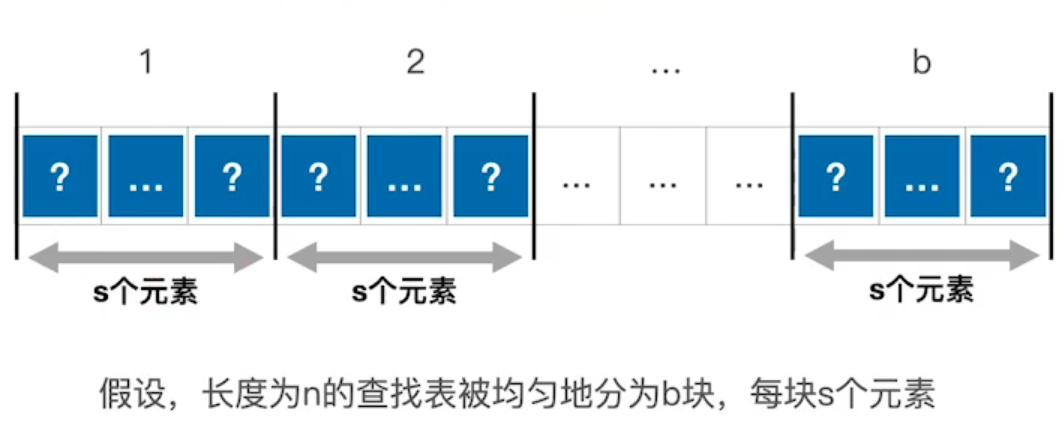 1 2 ... b
? ... ? ? ... ? ... ... ... ? ... ?
s个元素 s个元素 s个元素
假设，长度为n的查找表被均匀地分为b块，每块s个元素